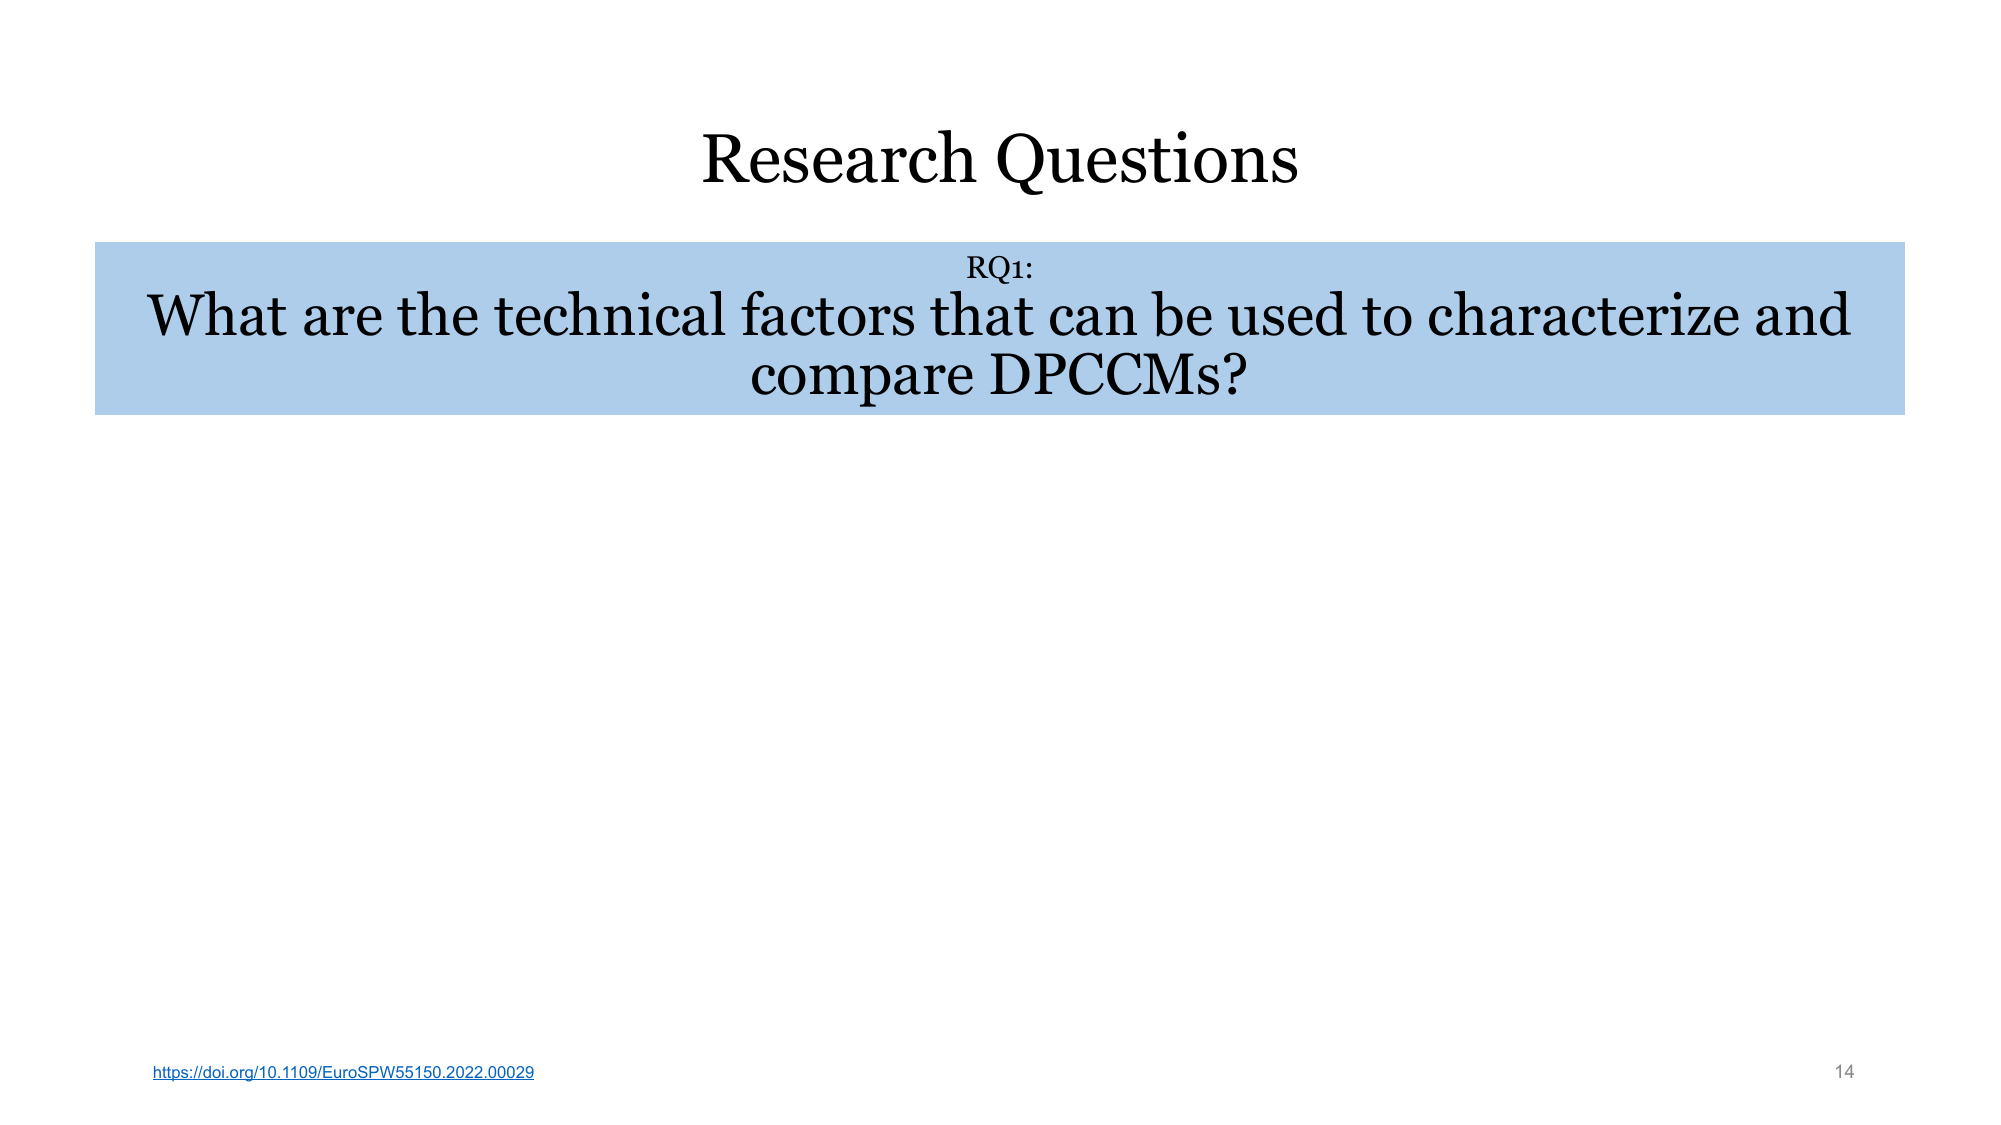 Research Questions
RQ1:
What are the technical factors that can be used to characterize and
compare DPCCMs?
https://doi.org/10.1109/EuroSPW55150.2022.00029
14